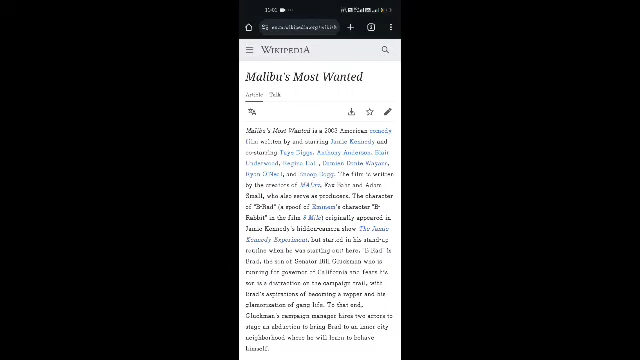 en.m.wikipedia.org/wiki/M
WIKIPEDIA
Malibu's Most Wanted
Article Talk
Malibu's Most Wanted is a 2003 American comedy
film written by and starring Jamie Kennedy and
co-starring Taye Diggs, Anthony Anderson, Blair
Underwood, Regina Hall, Damien Dante Wayans,
Ryan O'Neal, and Snoop Dogg. The film is written
by the creators of MADtv, Fax Bahr and Adam
Small, who also serve as producers. The character
of "B-Rad" (a spoof of Eminem's character "B-
Rabbit" in the film 8 Mile) originally appeared in
Jamie Kennedy's hidden-camera show The Jamie
Kennedy Experiment, but started in his stand-up
routine when he was starting out here. "B-Rad" is
Brad, the son of Senator Bill Gluckman who is
running for governor of California and fears his
son is a distraction on the campaign trail, with
Brad's aspirations of becoming a rapper and his
glamorization of gang life. To that end,
Gluckman's campaign manager hires two actors to
stage an abduction to bring Brad to an inner city
neighborhood where he will learn to behave
himself.